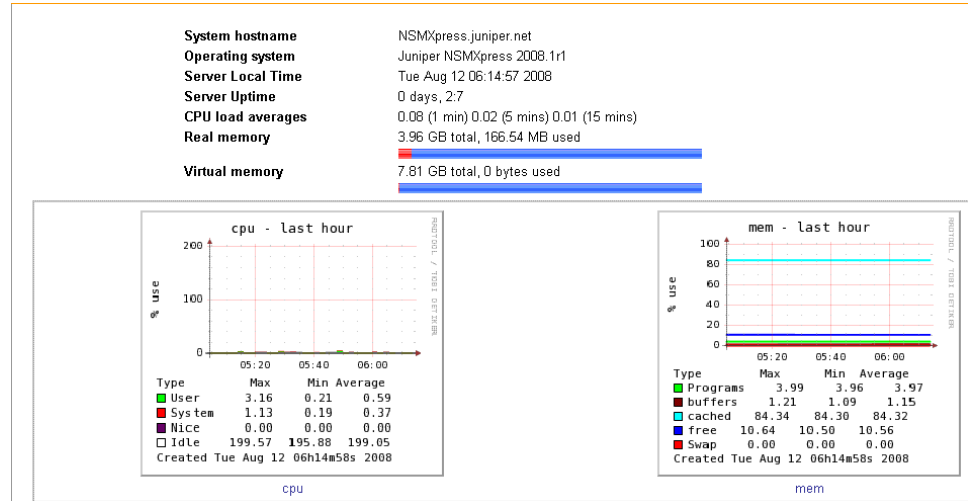 System hostname NSMXpress.juniper.net
Operating system Juniper NSMXpress 2008.1r1
Server Local Time Tue Aug 12 06:14:57 2008
Server Uptime 0 days, 2:7
CPU load averages 0.08 (1 min) 0.02 (5 mins) 0.01 (15 mins)
Real memory 3.96 GB total, 166.54 MB used
Virtual memory 7.81 GB total, 0 bytes used
cpu - last hour
RRDTOOL / TOBI OETIKER
% use
200
100
0
05:20 05:40 06:00
Type Max Min Average
User 3.16 0.21 0.59
System 1.13 0.19 0.37
Nice 0.00 0.00 0.00
Idle 199.57 195.88 199.05
Created Tue Aug 12 06h14m58s 2008
cpu
mem - last hour
RRDTOOL / TOBI OETIKER
% use
100
80
60
40
20
0
05:20 05:40 06:00
Type Max Min Average
Programs 3.99 3.96 3.97
buffers 1.21 1.09 1.15
cached 84.34 84.30 84.32
free 10.64 10.50 10.56
Swap 0.00 0.00 0.00
Created Tue Aug 12 06h14m58s 2008
mem